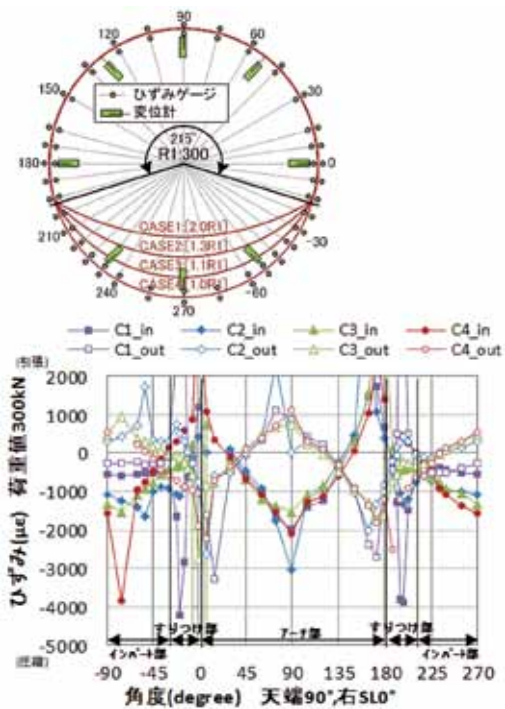 90
120
60
150
30
ひずみゲージ
変位計
215°
R1:300
180
0
210
-30
CASE1:[2.0R1]
CASE2:[1.3R1]
CASE3:[1.1R1]
CASE4:[1.0R1]
240
-60
270
C1_in C2_in C3_in C4_in
C1_out C2_out C3_out C4_out
(引張)
2000
1000
0
-1000
-2000
-3000
-4000
-5000
(圧縮)
ひずみ(με) 荷重値300kN
すりつけ部 アーチ部 すりつけ部
インバート部 インバート部
-90 -45 0 45 90 135 180 225 270
角度(degree) 天端90°,右SL0°